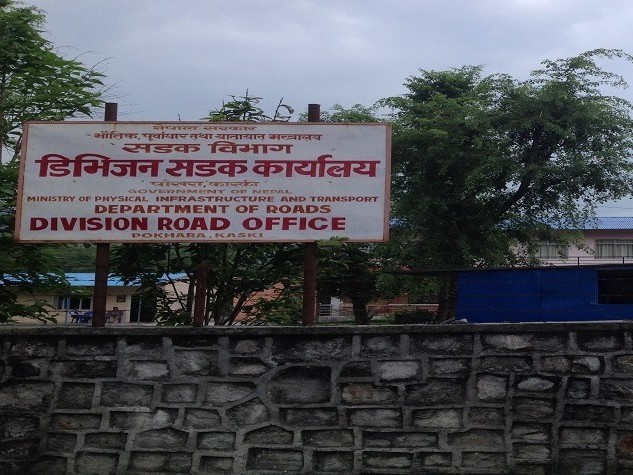 नेपाल सरकार
भौतिक पूर्वाधार तथा यातायात मन्त्रालय
सडक विभाग
डिभिजन सडक कार्यालय
पोखरा, कास्की
GOVERNMENT OF NEPAL
MINISTRY OF PHYSICAL INFRASTRUCTURE AND TRANSPORT
DEPARTMENT OF ROADS
DIVISION ROAD OFFICE
POKHARA, KASKI